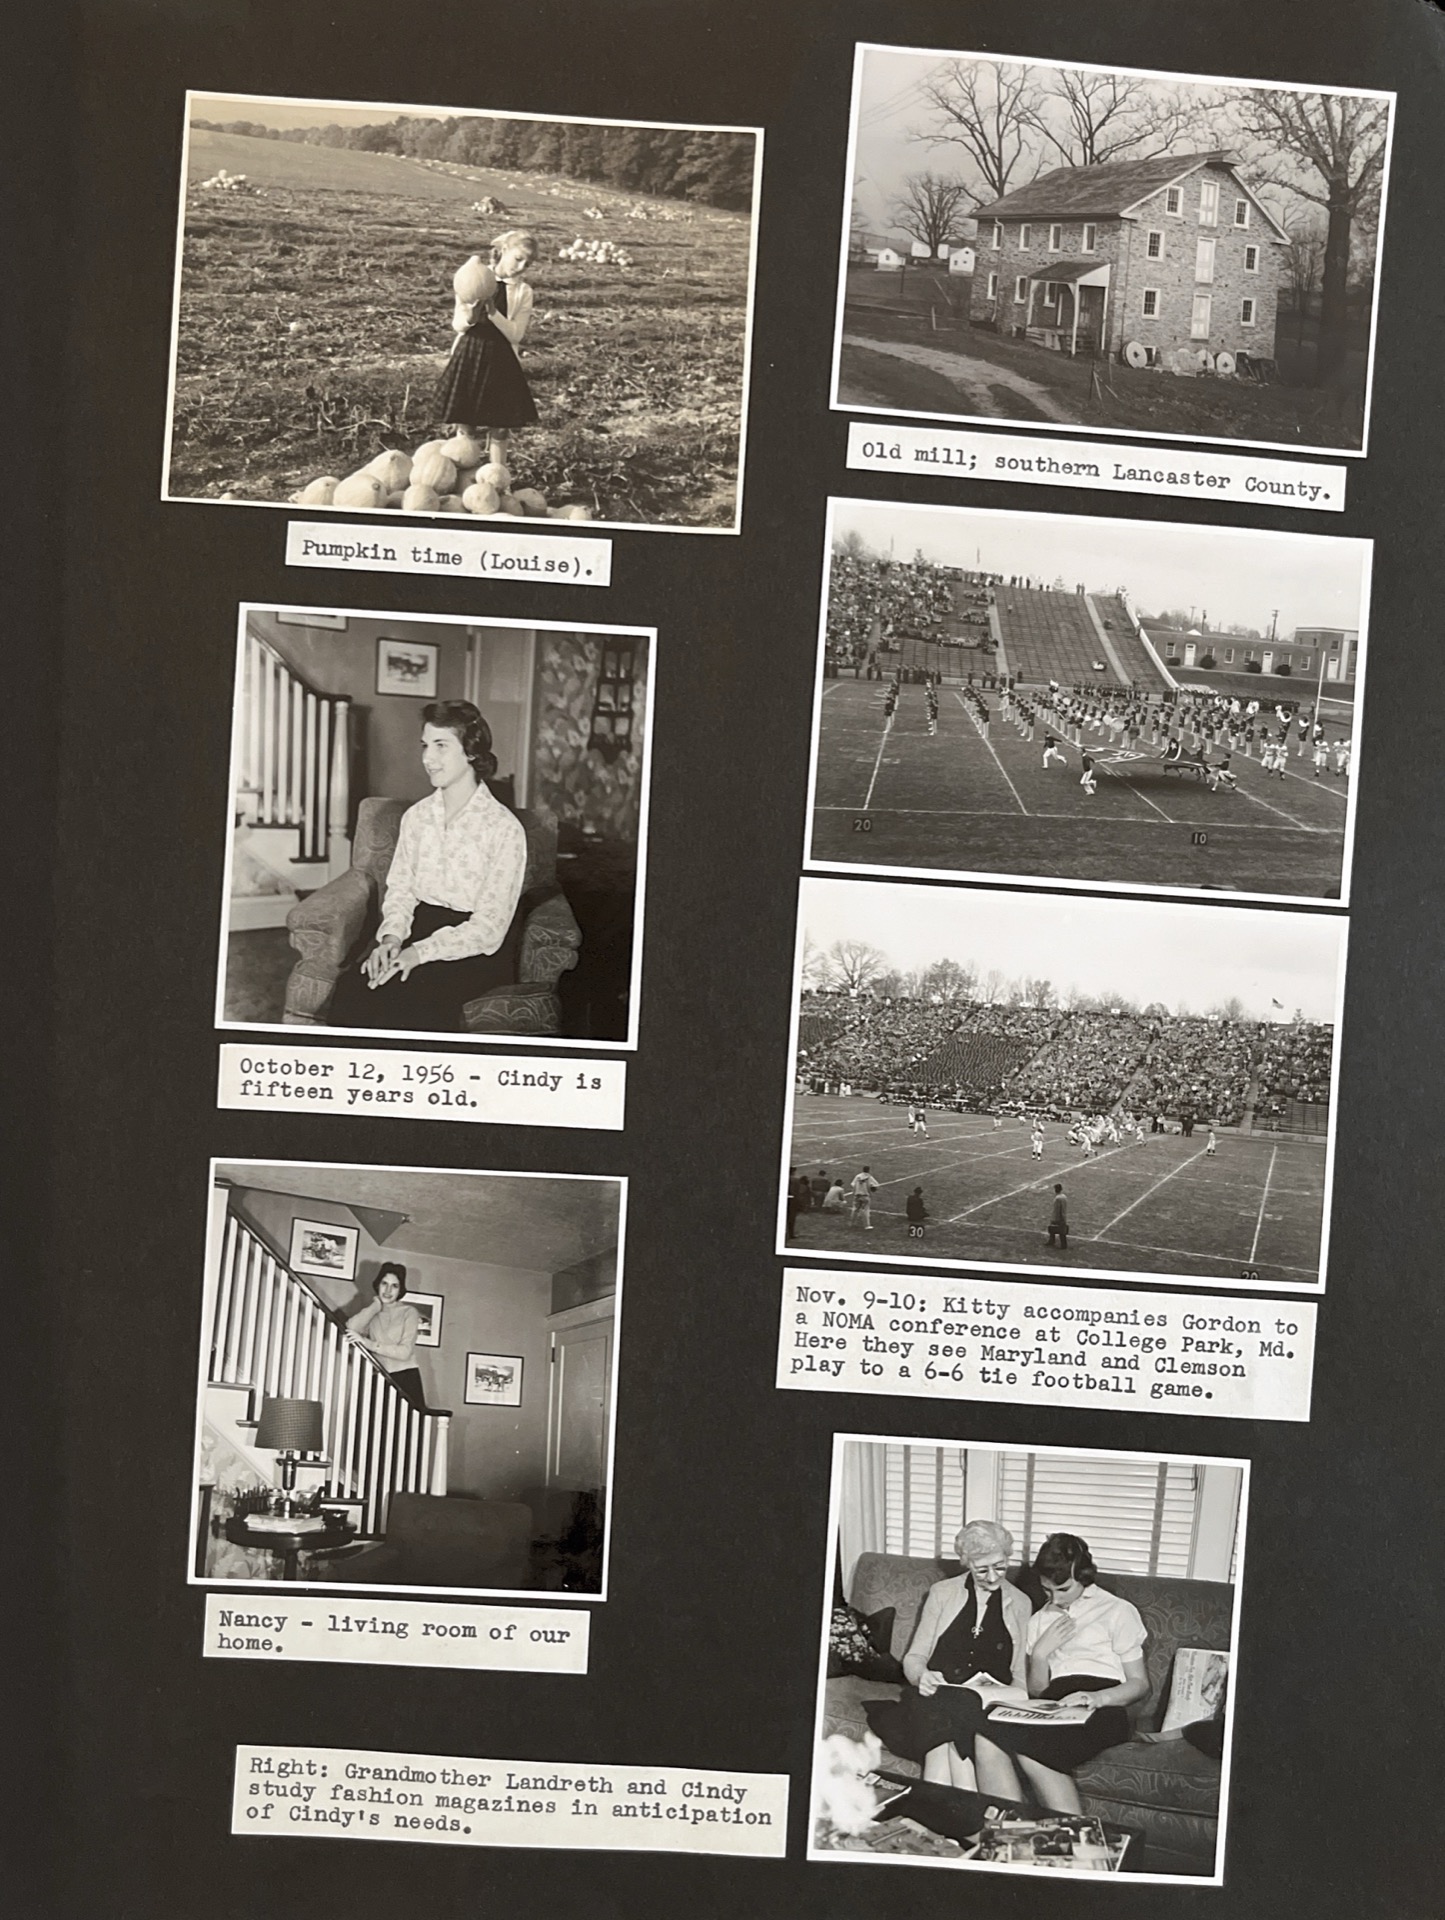 Pumpkin time (Louise).
October 12, 1956 - Cindy is
fifteen years old.
Nancy - living room of our
home.
Right: Grandmother Landreth and Cindy
study fashion magazines in anticipation
of Cindy's needs.
Old mill; southern Lancaster County.
20
10
30
20
Nov. 9-10: Kitty accompanies Gordon to
a NOMA conference at College Park, Md.
Here they see Maryland and Clemson
play to a 6-6 tie football game.